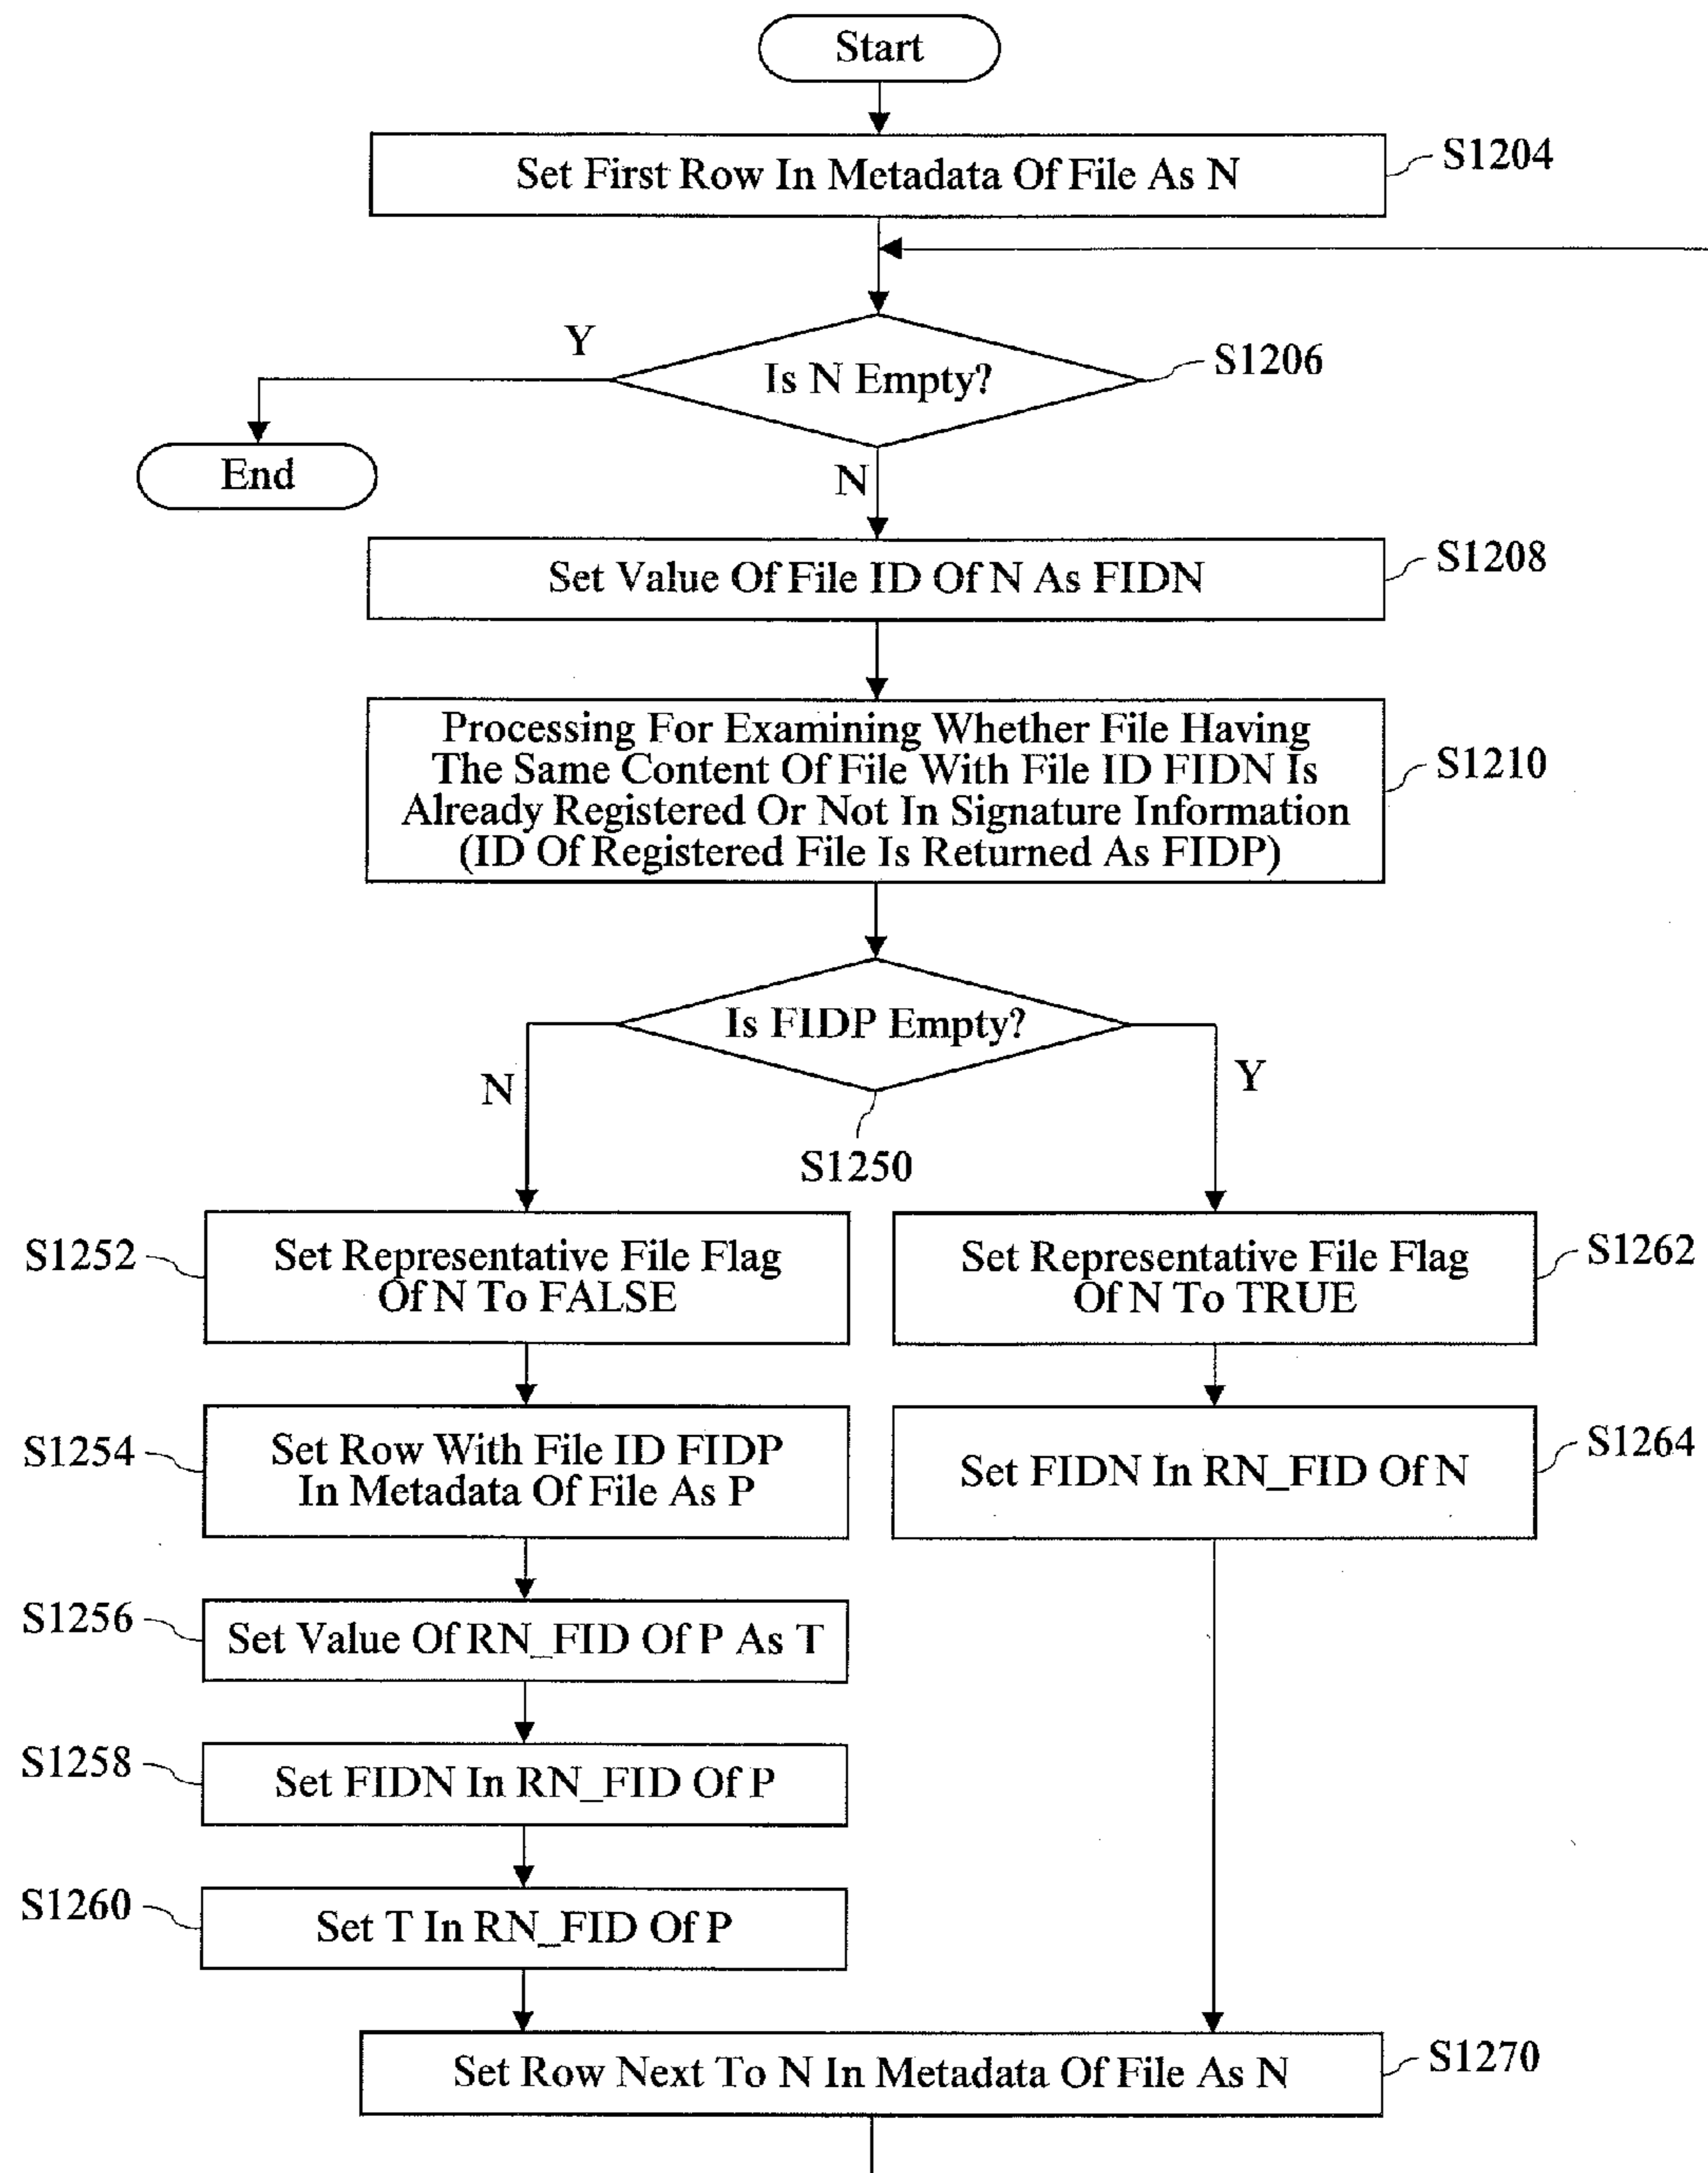 Start
Set First Row In Metadata Of File As N
S1204
Y
Is N Empty?
S1206
End
N
Set Value Of File ID Of N As FIDN
S1208
Processing For Examining Whether File Having
The Same Content Of File With File ID FIDN Is
Already Registered Or Not In Signature Information
(ID Of Registered File Is Returned As FIDP)
S1210
Is FIDP Empty?
N
Y
S1250
S1252
Set Representative File Flag
Of N To FALSE
Set Representative File Flag
Of N To TRUE
S1262
S1254
Set Row With File ID FIDP
In Metadata Of File As P
Set FIDN In RN_FID Of N
S1264
S1256
Set Value Of RN_FID Of P As T
S1258
Set FIDN In RN_FID Of P
S1260
Set T In RN_FID Of P
Set Row Next To N In Metadata Of File As N
S1270